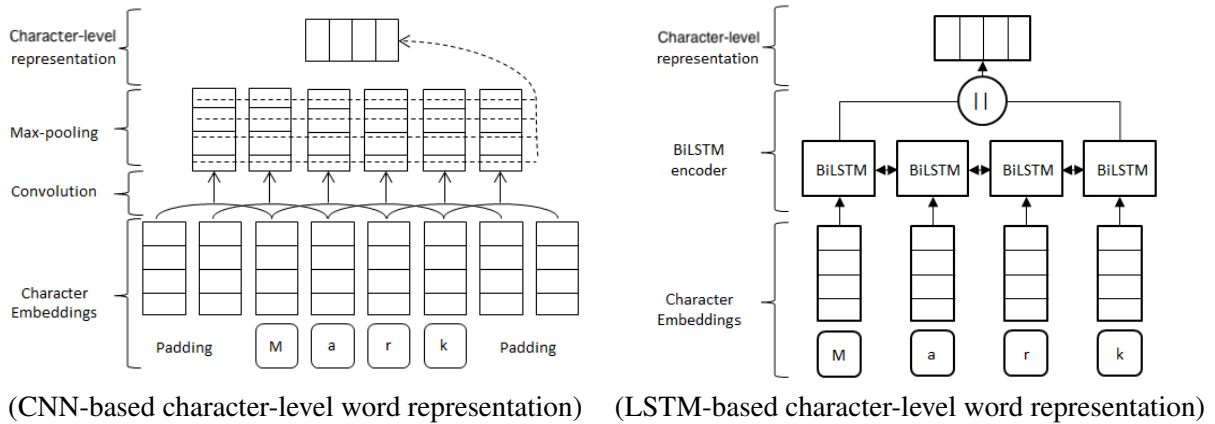 Character-level
representation
Max-pooling
Convolution
Character
Embeddings
Padding
M
a
r
k
Padding
(CNN-based character-level word representation)
Character-level
representation
||
BiLSTM
encoder
BiLSTM
BiLSTM
BiLSTM
BiLSTM
Character
Embeddings
M
a
r
k
(LSTM-based character-level word representation)